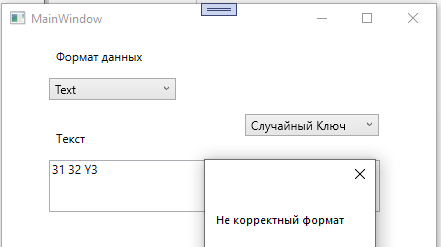 MainWindow
Формат данных
Text
Случайный Ключ
Текст
31 32 Y3
Не корректный формат